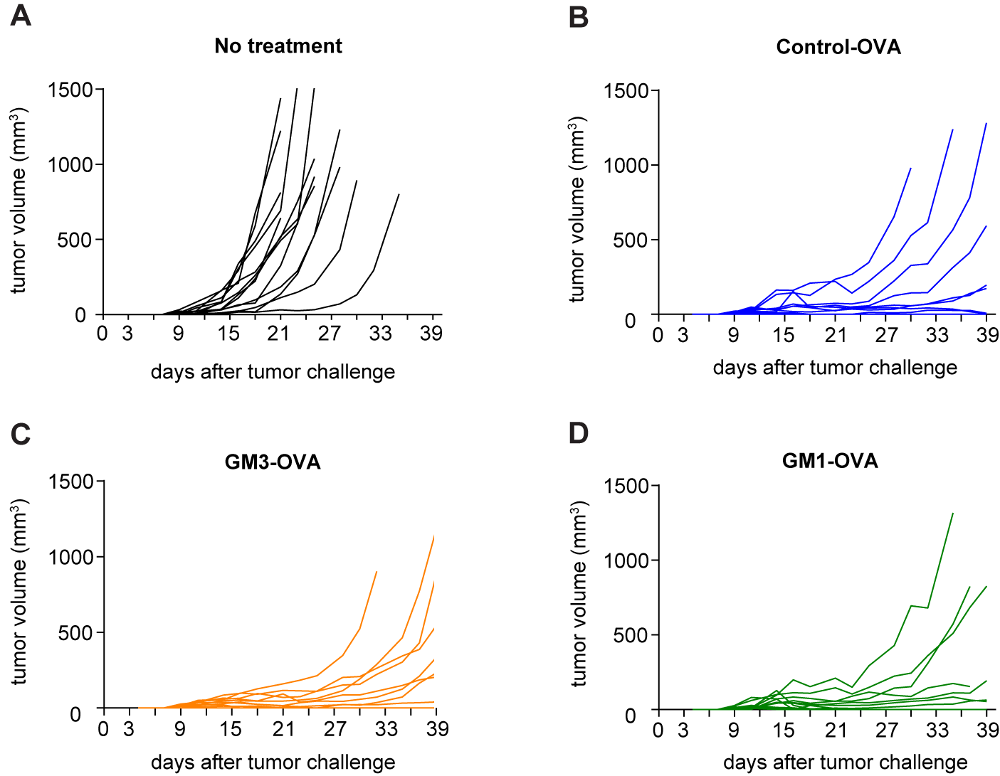 A
No treatment
tumor volume (mm³)
1500
1000
500
0
0 3 9 15 21 27 33 39
days after tumor challenge
B
Control-OVA
tumor volume (mm³)
1500
1000
500
0
0 3 9 15 21 27 33 39
days after tumor challenge
C
GM3-OVA
tumor volume (mm³)
1500
1000
500
0
0 3 9 15 21 27 33 39
days after tumor challenge
D
GM1-OVA
tumor volume (mm³)
1500
1000
500
0
0 3 9 15 21 27 33 39
days after tumor challenge